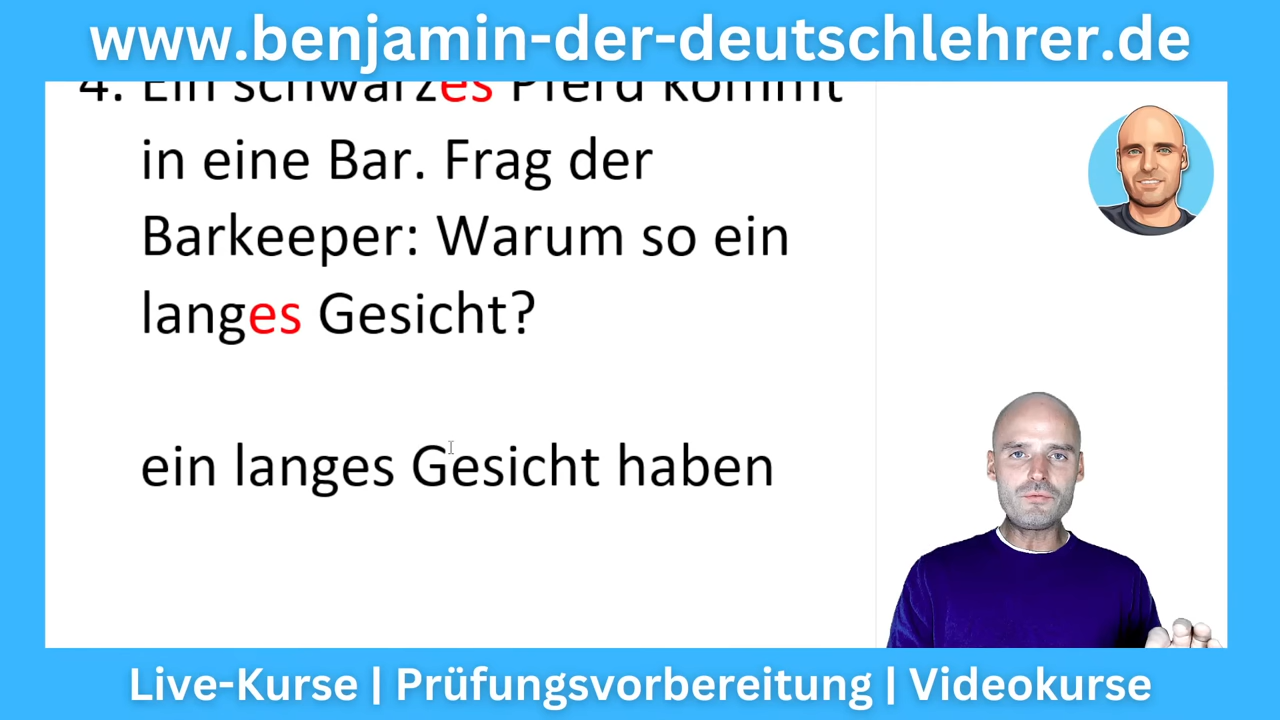 www.benjamin-der-deutschlehrer.de
4. Ein schwarzes Pferd kommt
in eine Bar. Frag der
Barkeeper: Warum so ein
langes Gesicht?
ein langes Gesicht haben
Live-Kurse | Prüfungsvorbereitung | Videokurse